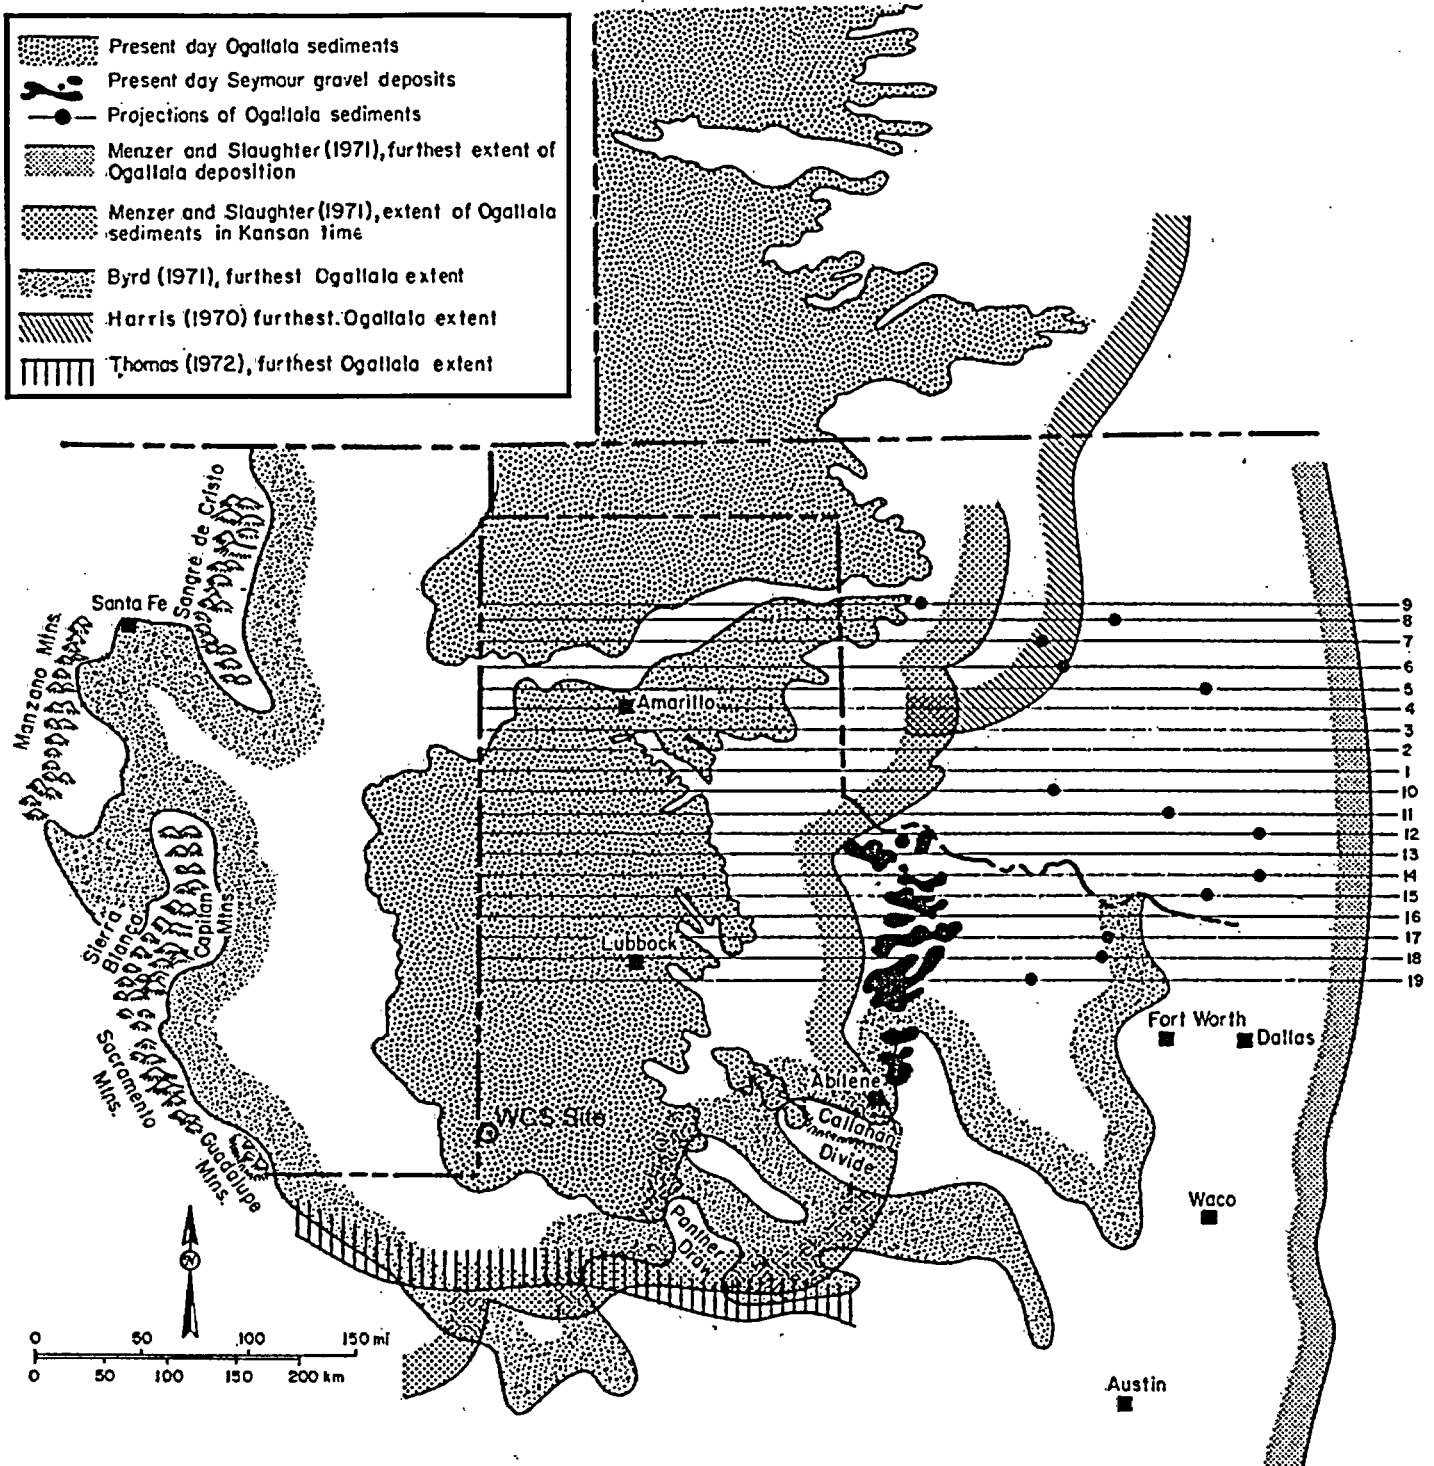 Present day Ogallala sediments
Present day Seymour gravel deposits
Projections of Ogallala sediments
Menzer and Slaughter (1971), furthest extent of
Ogallala deposition
Menzer and Slaughter (1971), extent of Ogallala
sediments in Kansan time
Byrd (1971), furthest Ogallala extent
Harris (1970) furthest Ogallala extent
Thomas (1972), furthest Ogallala extent
Sangre de Cristo
Santa Fe
Manzano Mtns.
9
8
7
6
5
Amarillo
4
3
2
1
10
11
12
13
14
15
16
17
18
19
Capitan
Mtns.
Sierra
Blanca
Lubbock
Sacramento
Mtns.
Fort Worth
Dallas
Abilene
WCS Site
Callahan
Divide
Guadalupe
Mtns.
Waco
Panther
Draw
N
0 50 100 150 mi
0 50 100 150 200 km
Austin